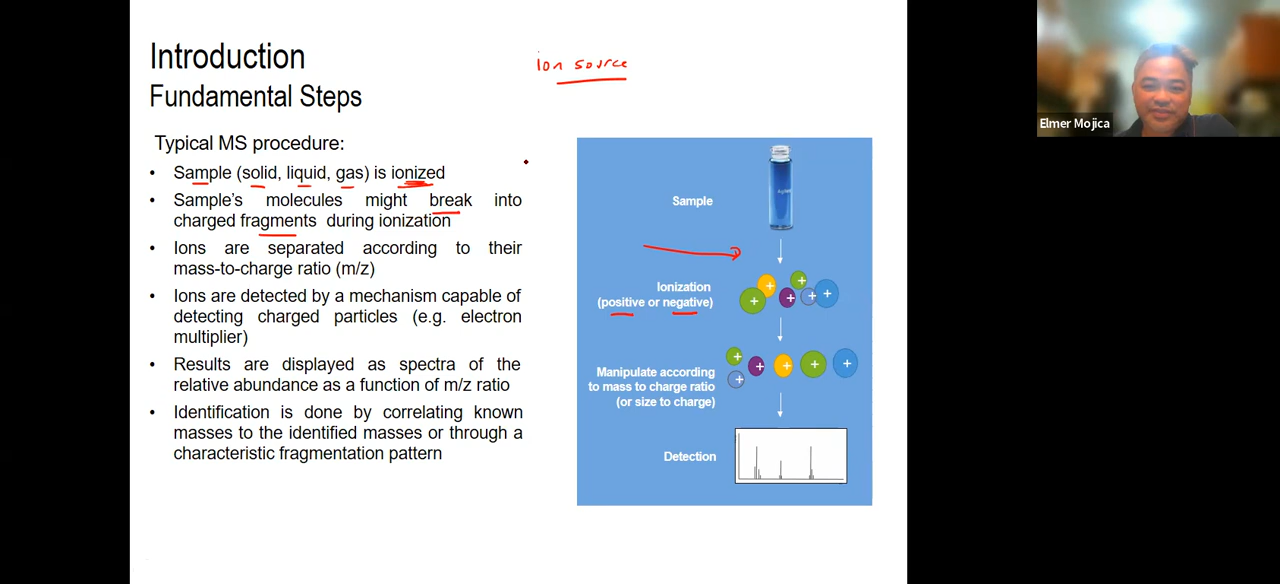 Introduction
ion source
Fundamental Steps
Elmer Mojica
Typical MS procedure:
• Sample (solid, liquid, gas) is ionized
• Sample's molecules might break into
charged fragments during ionization
• Ions are separated according to their
mass-to-charge ratio (m/z)
• Ions are detected by a mechanism capable of
detecting charged particles (e.g. electron
multiplier)
• Results are displayed as spectra of the
relative abundance as a function of m/z ratio
• Identification is done by correlating known
masses to the identified masses or through a
characteristic fragmentation pattern
Sample
Ionization
(positive or negative)
+ + + + + +
Manipulate according
to mass to charge ratio
(or size to charge)
+ + + + + +
Detection